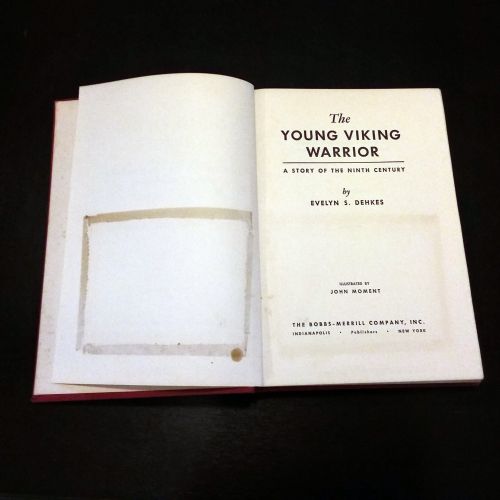 The
YOUNG VIKING
WARRIOR
A STORY OF THE NINTH CENTURY
by
EVELYN S. DEHKES
ILLUSTRATED BY
JOHN MOMENT
THE BOBBS-MERRILL COMPANY, INC.
INDIANAPOLIS • Publishers • NEW YORK